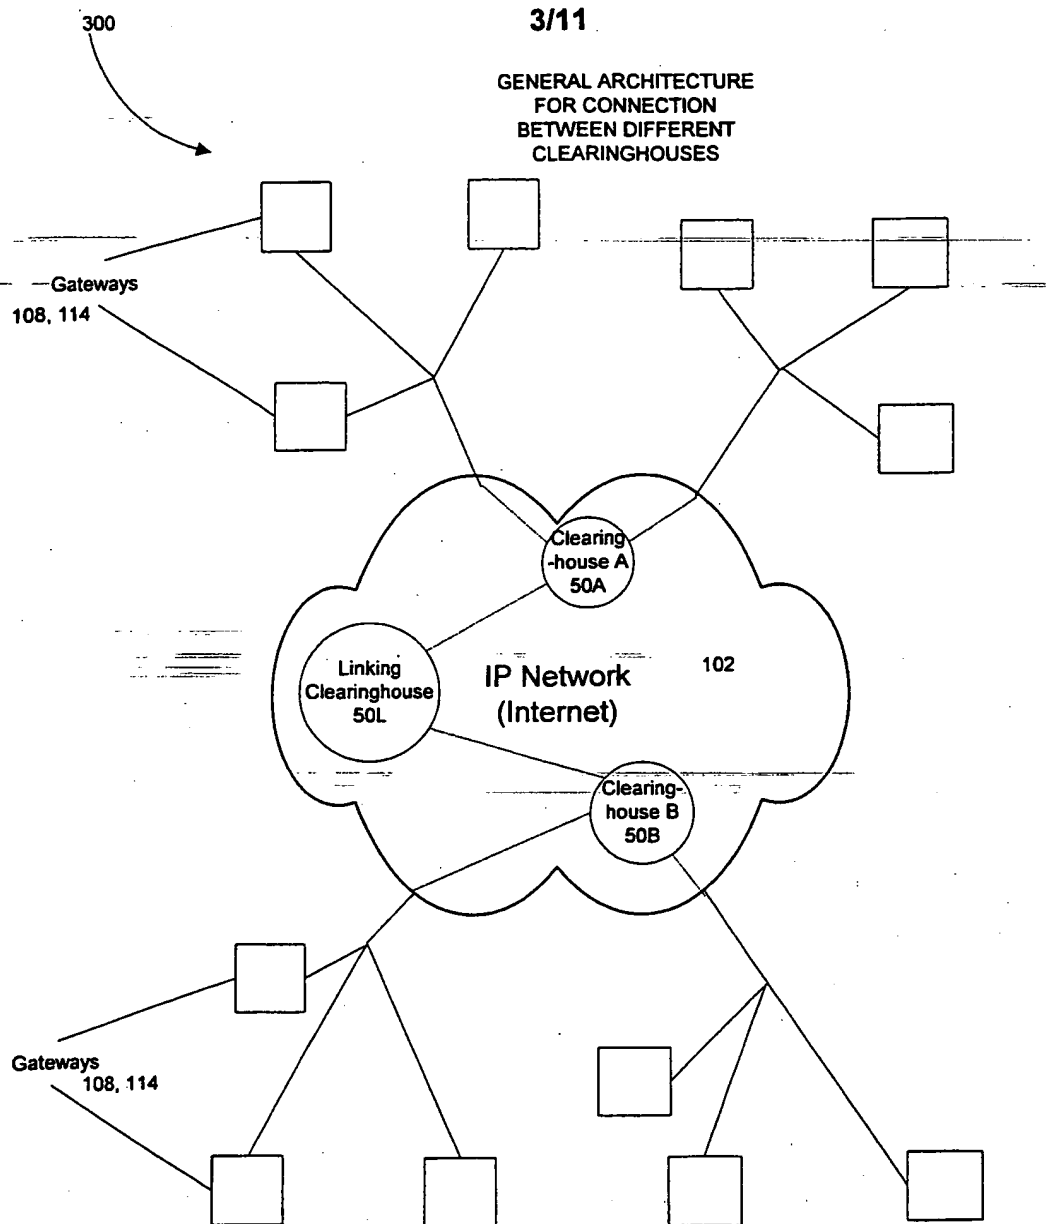 300
3/11
GENERAL ARCHITECTURE
FOR CONNECTION
BETWEEN DIFFERENT
CLEARINGHOUSES
Gateways
108, 114
Clearing
-house A
50A
Linking
Clearinghouse
50L
IP Network
(Internet)
102
Clearing-
house B
50B
Gateways
108, 114